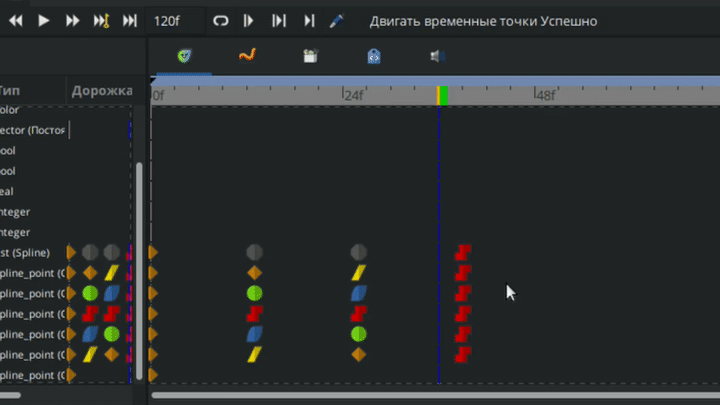 120f Двигать временные точки Успешно
Тип Дорожка
0f 24f 48f
olor
ector (Постоя
ool
ool
eal
nteger
nteger
st (Spline)
pline_point (C
pline_point (C
pline_point (C
pline_point (C
pline_point (C
pline_point (C